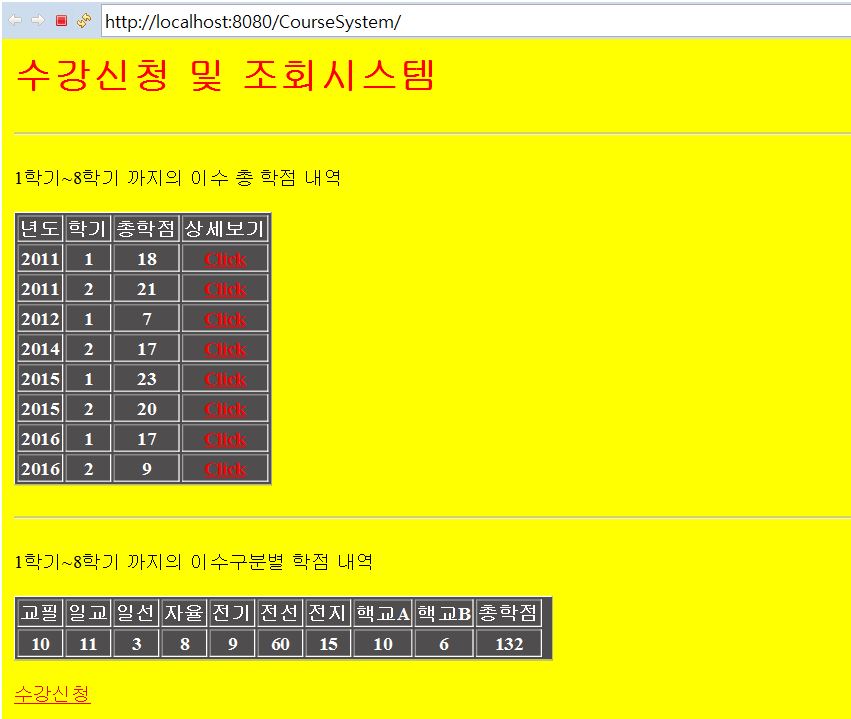 http://localhost:8080/CourseSystem/
수강신청 및 조회시스템
1학기~8학기 까지의 이수 총 학점 내역
년도 학기 총학점 상세보기
2011 1 18 Click
2011 2 21 Click
2012 1 7 Click
2014 2 17 Click
2015 1 23 Click
2015 2 20 Click
2016 1 17 Click
2016 2 9 Click
1학기~8학기 까지의 이수구분별 학점 내역
교필 일교 일선 자율 전기 전선 전지 핵교A 핵교B 총학점
10 11 3 8 9 60 15 10 6 132
수강신청